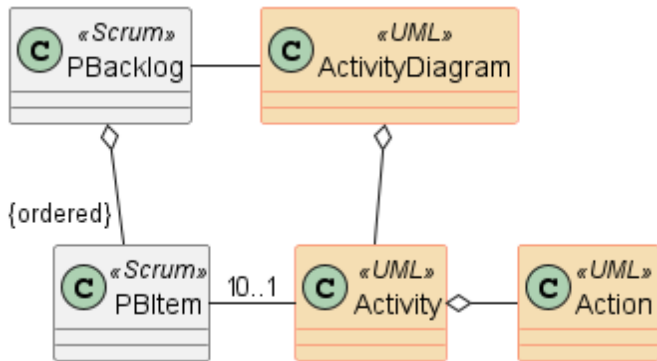 C «Scrum» PBacklog
C «UML» ActivityDiagram
{ordered}
C «Scrum» PBItem
10..1
C «UML» Activity
C «UML» Action